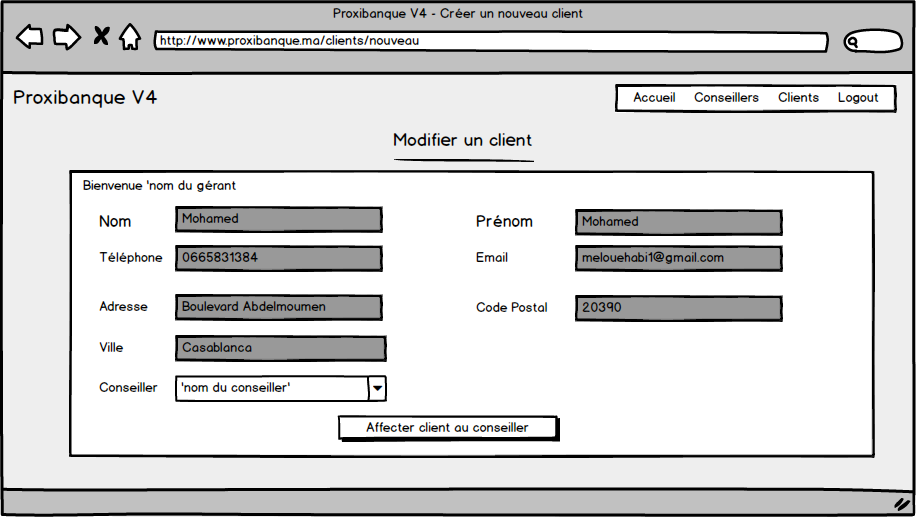 Proxibanque V4 - Créer un nouveau client
http://www.proxibanque.ma/clients/nouveau
Proxibanque V4
Accueil Conseillers Clients Logout
Modifier un client
Bienvenue 'nom du gérant
Nom Mohamed Prénom Mohamed
Téléphone 0665831384 Email melouehabi1@gmail.com
Adresse Boulevard Abdelmoumen Code Postal 20390
Ville Casablanca
Conseiller 'nom du conseiller'
Affecter client au conseiller